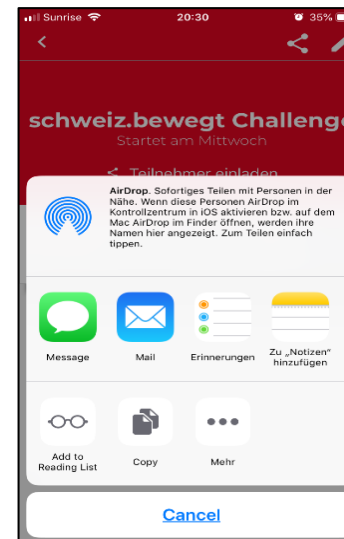 Sunrise 20:30 35%
schweiz.bewegt Challeng
Startet am Mittwoch
Teilnehmer einladen
AirDrop. Sofortiges Teilen mit Personen in der
Nähe. Wenn diese Personen AirDrop im
Kontrollzentrum in iOS aktivieren bzw. auf dem
Mac AirDrop im Finder öffnen, werden ihre
Namen hier angezeigt. Zum Teilen einfach
tippen.
Message Mail Erinnerungen Zu „Notizen“
hinzufügen
Add to
Reading List Copy Mehr
Cancel